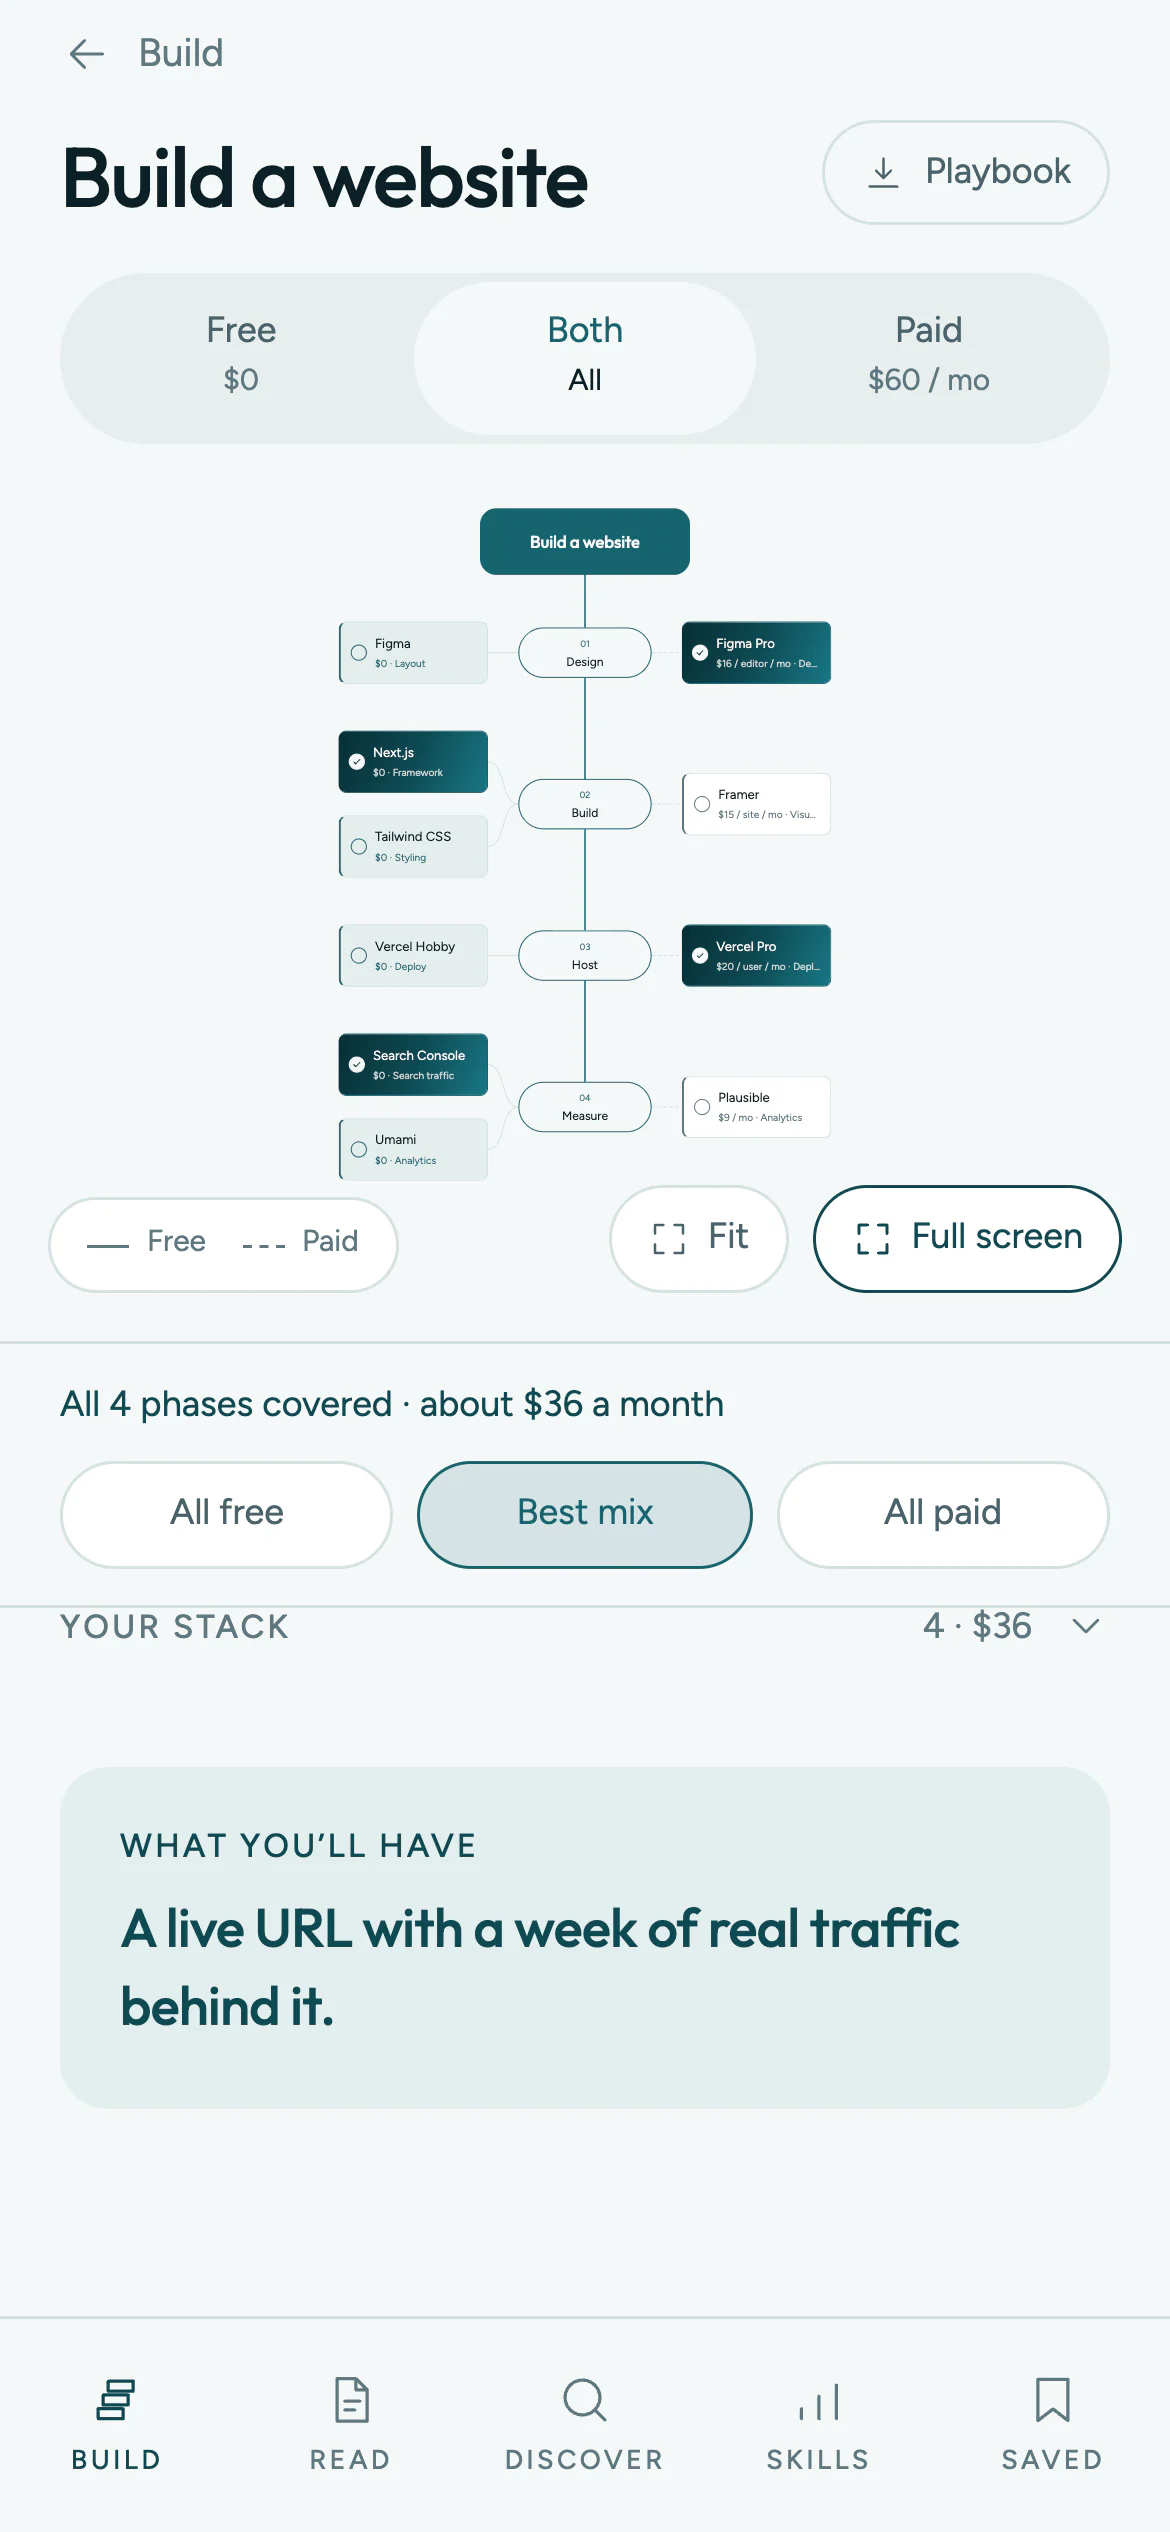 Build
Build a website
Playbook
Free
$0
Both
All
Paid
$60 / mo
Build a website
Figma
$0 · Layout
01
Design
Figma Pro
$16 / editor / mo · De...
Next.js
$0 · Framework
Tailwind CSS
$0 · Styling
02
Build
Framer
$15 / site / mo · Visu...
Vercel Hobby
$0 · Deploy
03
Host
Vercel Pro
$20 / user / mo · Depl...
Search Console
$0 · Search traffic
Umami
$0 · Analytics
04
Measure
Plausible
$9 / mo · Analytics
Free
Paid
Fit
Full screen
All 4 phases covered · about $36 a month
All free
Best mix
All paid
YOUR STACK
4 · $36
WHAT YOU’LL HAVE
A live URL with a week of real traffic
behind it.
BUILD
READ
DISCOVER
SKILLS
SAVED